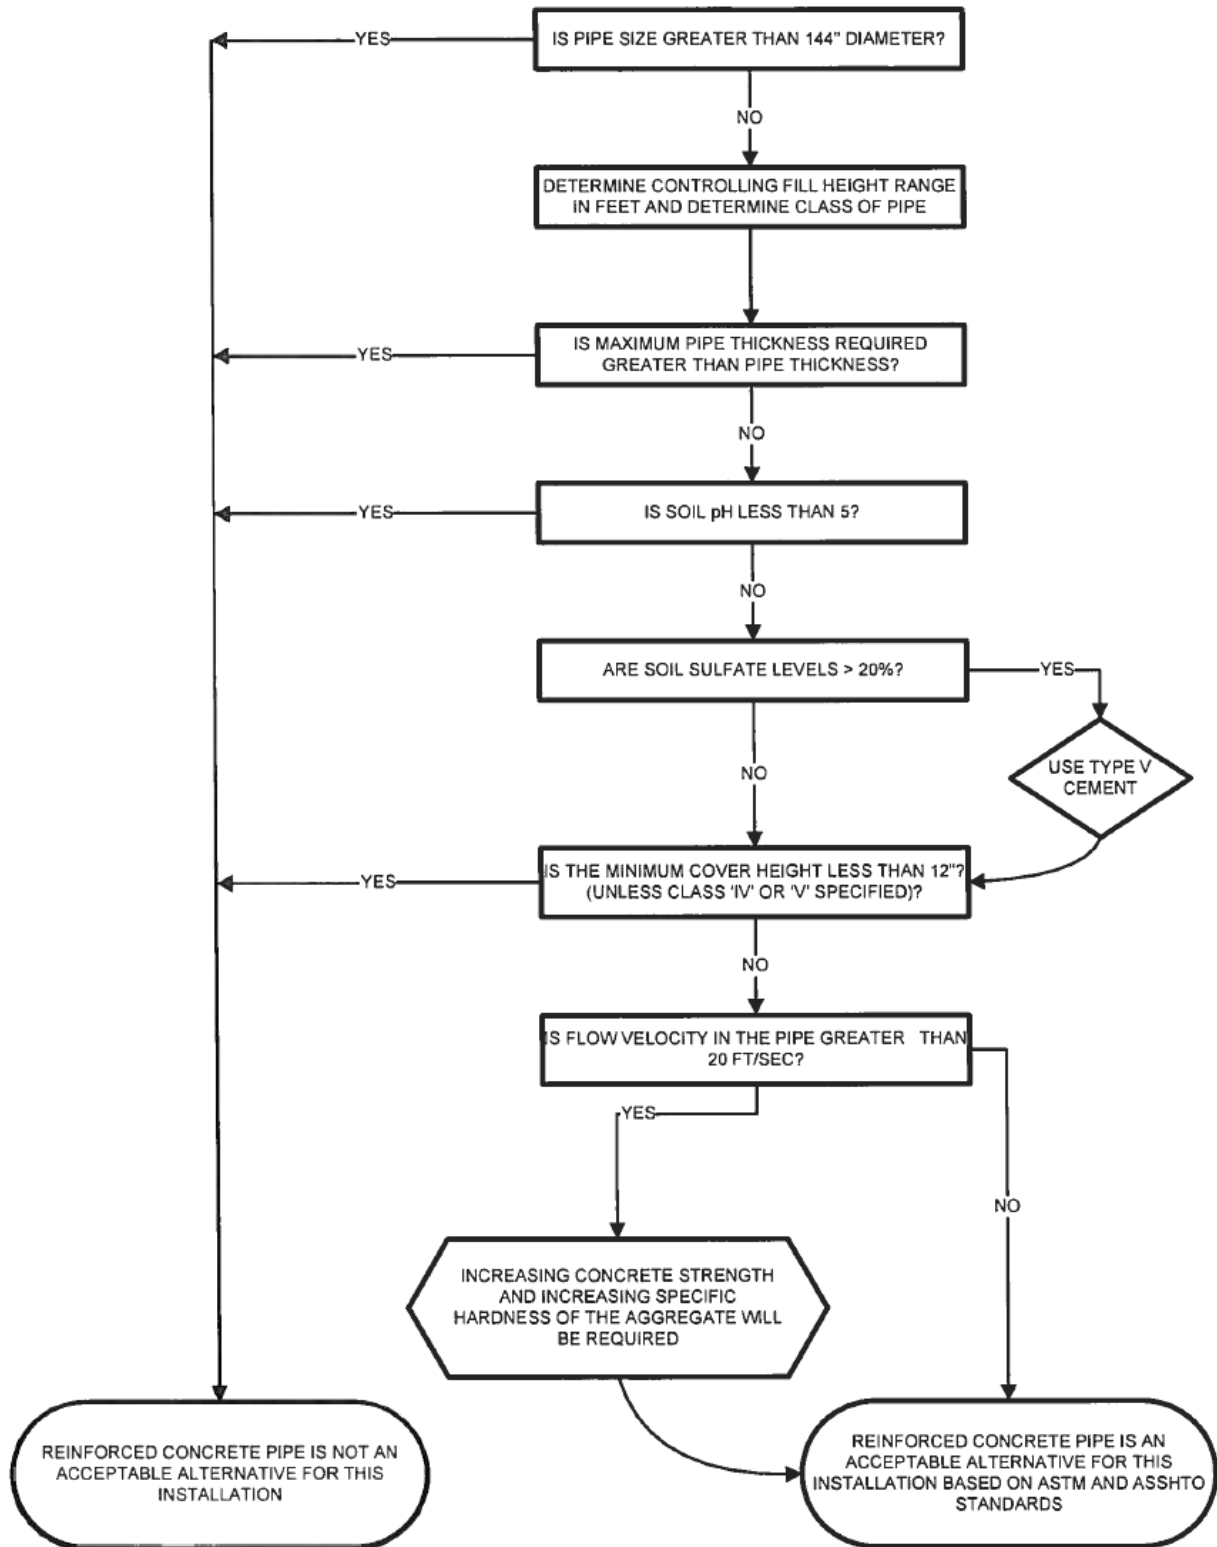 YES
IS PIPE SIZE GREATER THAN 144" DIAMETER?
NO
DETERMINE CONTROLLING FILL HEIGHT RANGE
IN FEET AND DETERMINE CLASS OF PIPE
YES
IS MAXIMUM PIPE THICKNESS REQUIRED
GREATER THAN PIPE THICKNESS?
NO
YES
IS SOIL pH LESS THAN 5?
NO
ARE SOIL SULFATE LEVELS > 20%?
YES
USE TYPE V
CEMENT
NO
IS THE MINIMUM COVER HEIGHT LESS THAN 12"?
(UNLESS CLASS 'IV' OR 'V' SPECIFIED)?
YES
NO
IS FLOW VELOCITY IN THE PIPE GREATER THAN
20 FT/SEC?
YES
NO
INCREASING CONCRETE STRENGTH
AND INCREASING SPECIFIC
HARDNESS OF THE AGGREGATE WILL
BE REQUIRED
REINFORCED CONCRETE PIPE IS NOT AN
ACCEPTABLE ALTERNATIVE FOR THIS
INSTALLATION
REINFORCED CONCRETE PIPE IS AN
ACCEPTABLE ALTERNATIVE FOR THIS
INSTALLATION BASED ON ASTM AND ASSHTO
STANDARDS